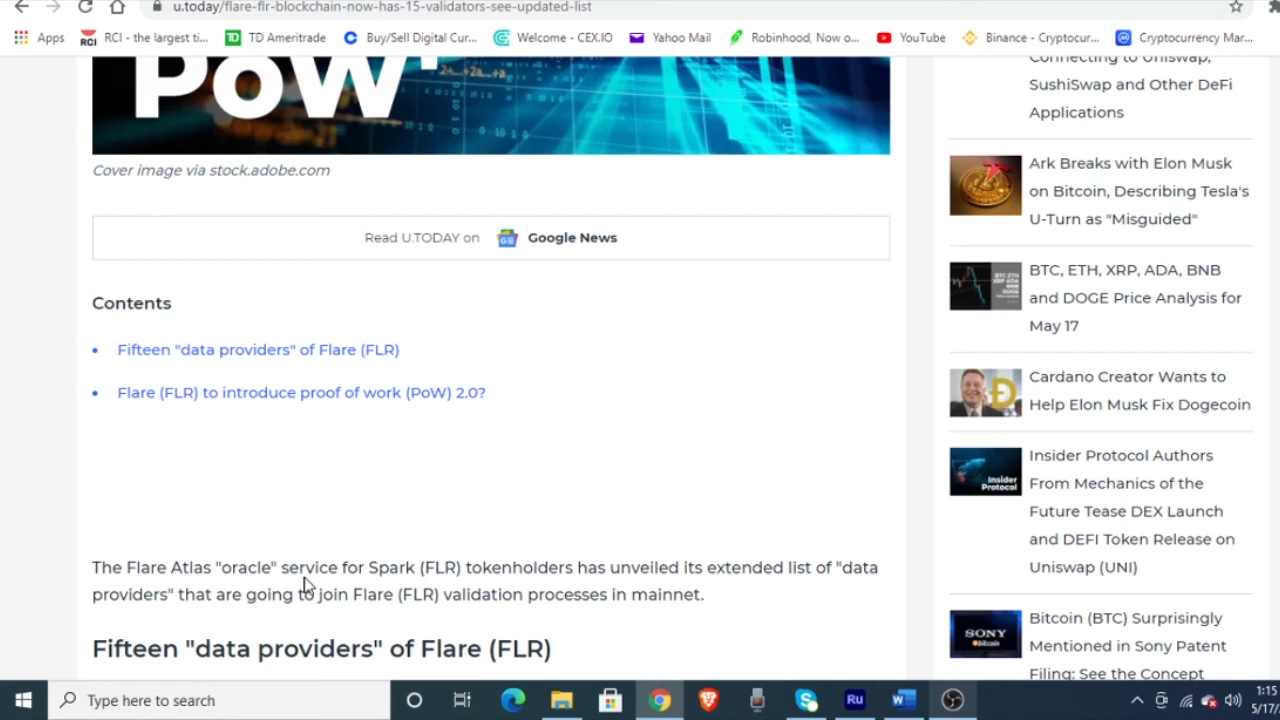 u.today/flare-flr-blockchain-now-has-15-validators-see-updated-list
Apps
RCI
RCI - the largest ti...
TD Ameritrade
Buy/Sell Digital Cur...
Welcome - CEX.IO
Yahoo Mail
Robinhood, Now o...
YouTube
Binance - Cryptocur...
Cryptocurrency Mar...
PoW
Cover image via stock.adobe.com
Read U.TODAY on Google News
Contents
• Fifteen "data providers" of Flare (FLR)
• Flare (FLR) to introduce proof of work (PoW) 2.0?
The Flare Atlas "oracle" service for Spark (FLR) tokenholders has unveiled its extended list of "data
providers" that are going to join Flare (FLR) validation processes in mainnet.
Fifteen "data providers" of Flare (FLR)
Connecting to Uniswap,
SushiSwap and Other DeFi
Applications
Ark Breaks with Elon Musk
on Bitcoin, Describing Tesla's
U-Turn as "Misguided"
BTC, ETH, XRP, ADA, BNB
and DOGE Price Analysis for
May 17
Cardano Creator Wants to
Help Elon Musk Fix Dogecoin
Insider
Protocol
Insider Protocol Authors
From Mechanics of the
Future Tease DEX Launch
and DEFI Token Release on
Uniswap (UNI)
SONY
Bitcoin (BTC) Surprisingly
Mentioned in Sony Patent
Filing: See the Concept
Type here to search
Ru
1:15
5/17/